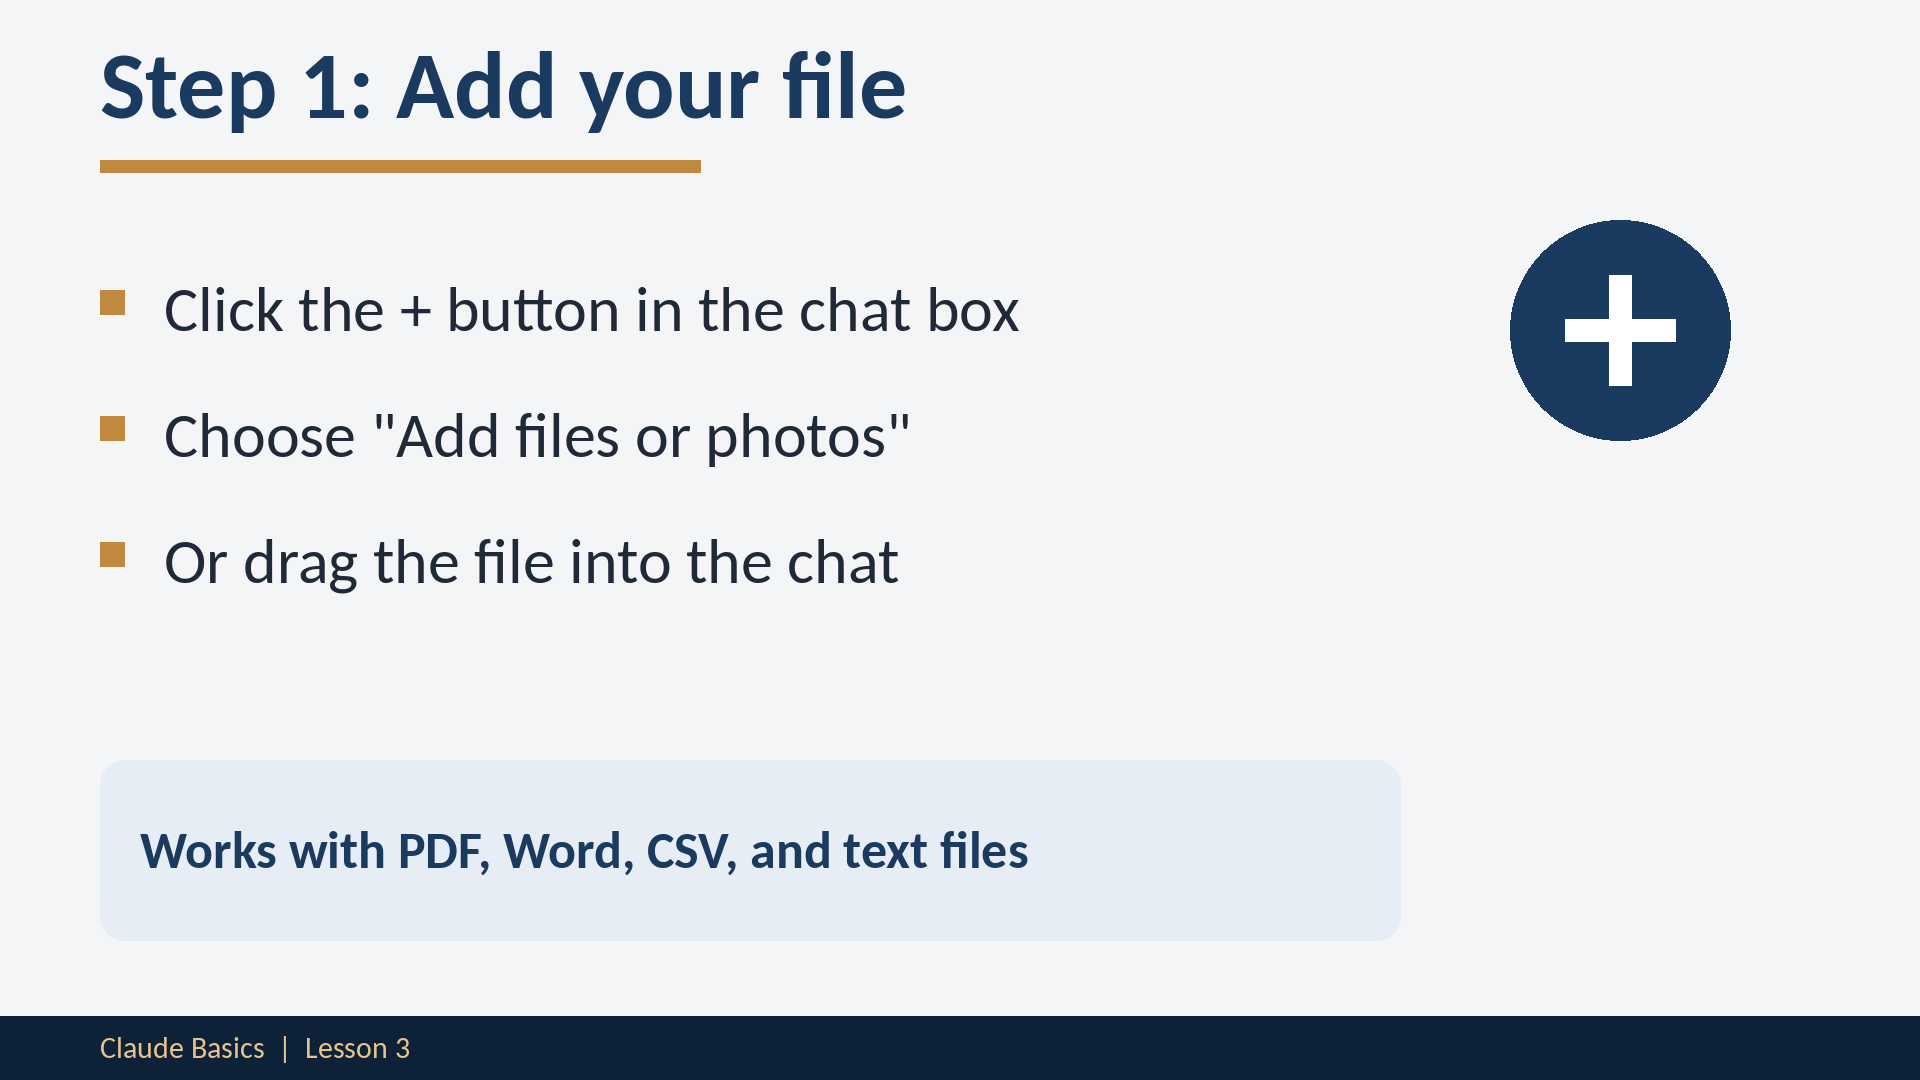 Step 1: Add your file
Click the + button in the chat box
Choose "Add files or photos"
Or drag the file into the chat
Works with PDF, Word, CSV, and text files
Claude Basics | Lesson 3